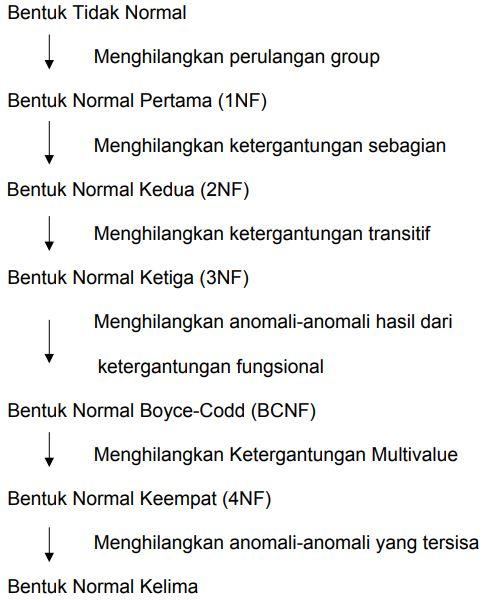 Bentuk Tidak Normal
Menghilangkan perulangan group
Bentuk Normal Pertama (1NF)
Menghilangkan ketergantungan sebagian
Bentuk Normal Kedua (2NF)
Menghilangkan ketergantungan transitif
Bentuk Normal Ketiga (3NF)
Menghilangkan anomali-anomali hasil dari
ketergantungan fungsional
Bentuk Normal Boyce-Codd (BCNF)
Menghilangkan Ketergantungan Multivalue
Bentuk Normal Keempat (4NF)
Menghilangkan anomali-anomali yang tersisa
Bentuk Normal Kelima